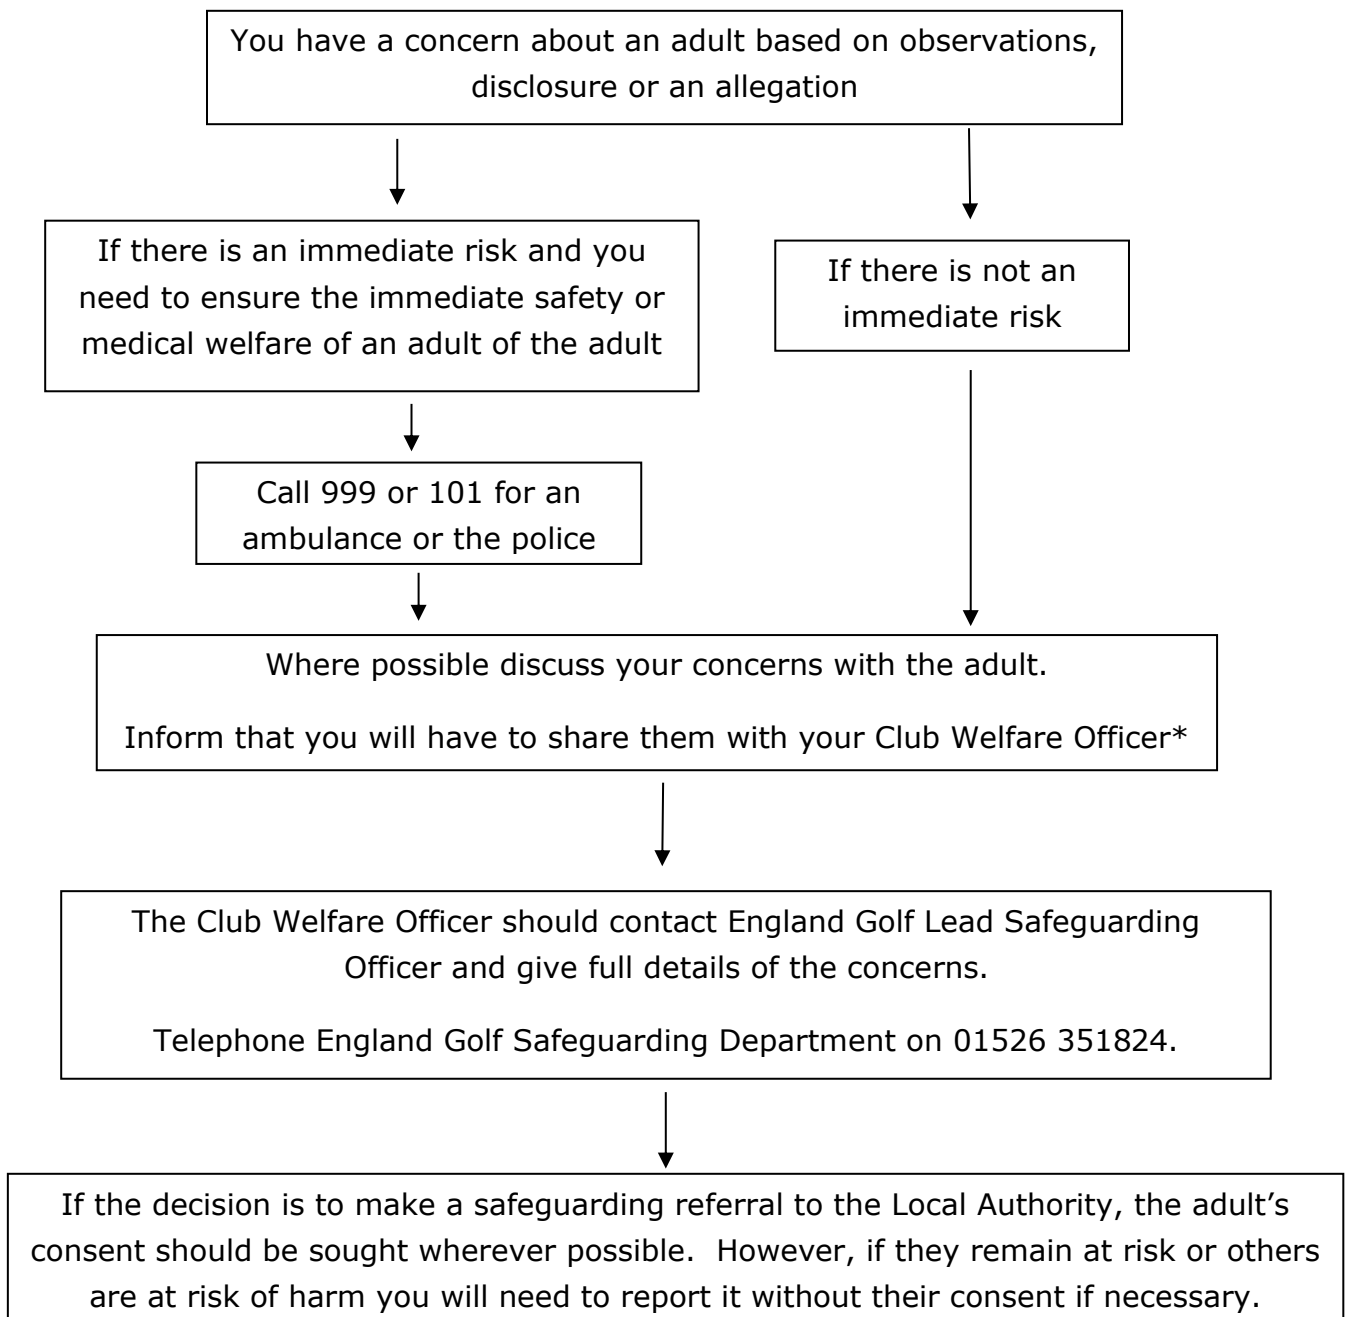 You have a concern about an adult based on observations,
disclosure or an allegation
If there is an immediate risk and you
need to ensure the immediate safety or
medical welfare of an adult of the adult
If there is not an
immediate risk
Call 999 or 101 for an
ambulance or the police
Where possible discuss your concerns with the adult.
Inform that you will have to share them with your Club Welfare Officer*
The Club Welfare Officer should contact England Golf Lead Safeguarding
Officer and give full details of the concerns.
Telephone England Golf Safeguarding Department on 01526 351824.
If the decision is to make a safeguarding referral to the Local Authority, the adult’s
consent should be sought wherever possible.  However, if they remain at risk or others
are at risk of harm you will need to report it without their consent if necessary.